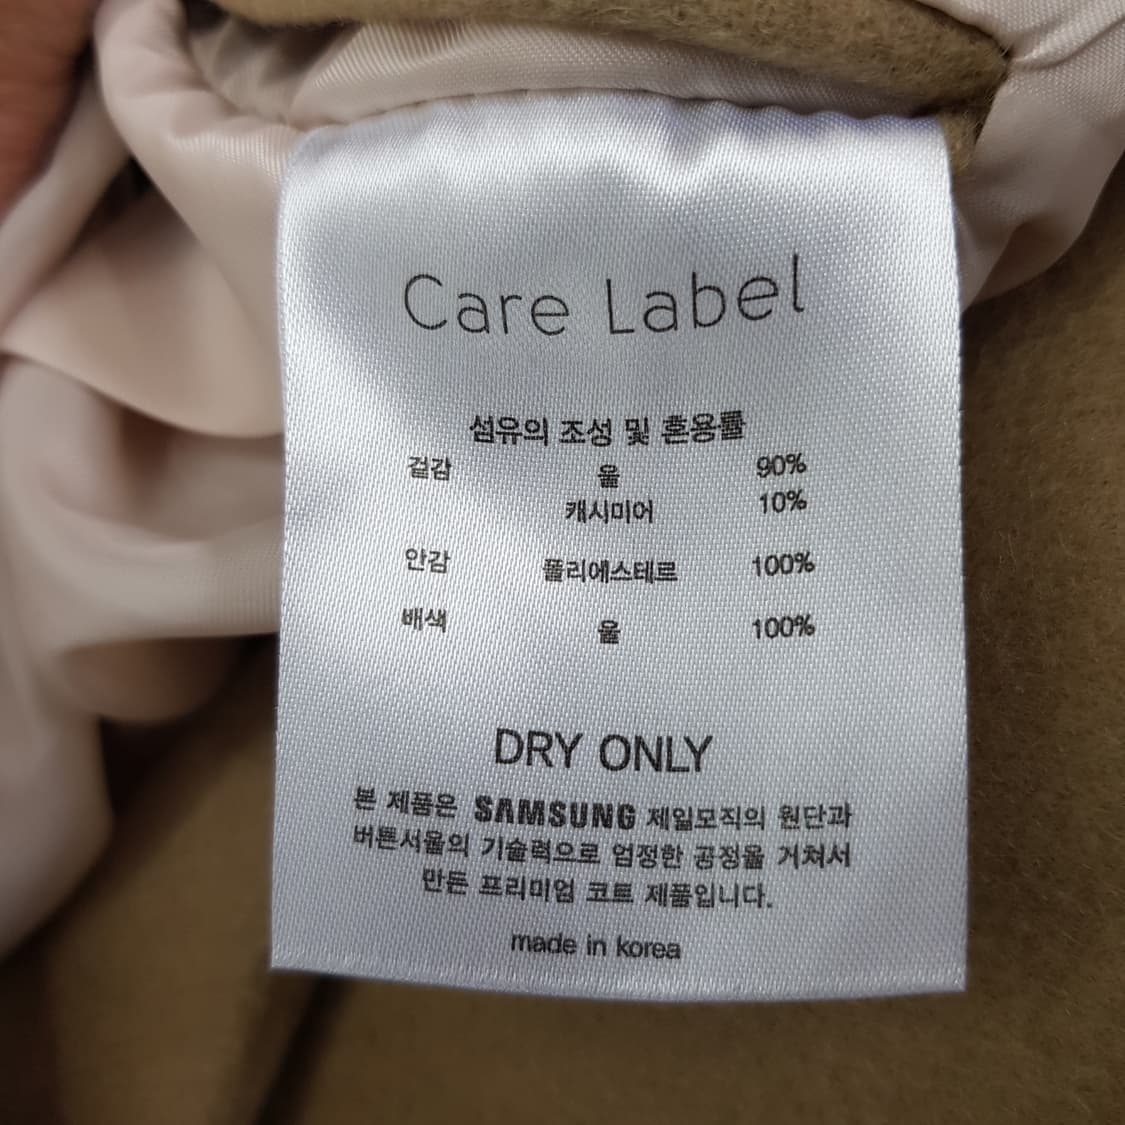 Care Label
섬유의 조성 및 혼용률
겉감 울 90%
캐시미어 10%
안감 폴리에스테르 100%
배색 울 100%
DRY ONLY
본 제품은 SAMSUNG 제일모직의 원단과
버튼서울의 기술력으로 엄정한 공정을 거쳐서
만든 프리미엄 코트 제품입니다.
made in korea